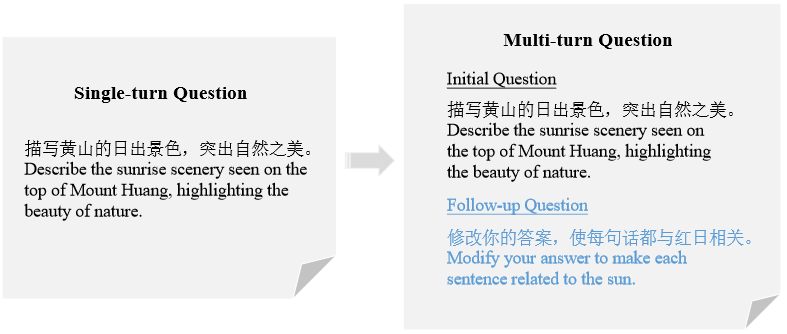 Single-turn Question
描写黄山的日出景色，突出自然之美。
Describe the sunrise scenery seen on the
top of Mount Huang, highlighting the
beauty of nature.
Multi-turn Question
Initial Question
描写黄山的日出景色，突出自然之美。
Describe the sunrise scenery seen on
the top of Mount Huang, highlighting
the beauty of nature.
Follow-up Question
修改你的答案，使每句话都与红日相关。
Modify your answer to make each
sentence related to the sun.